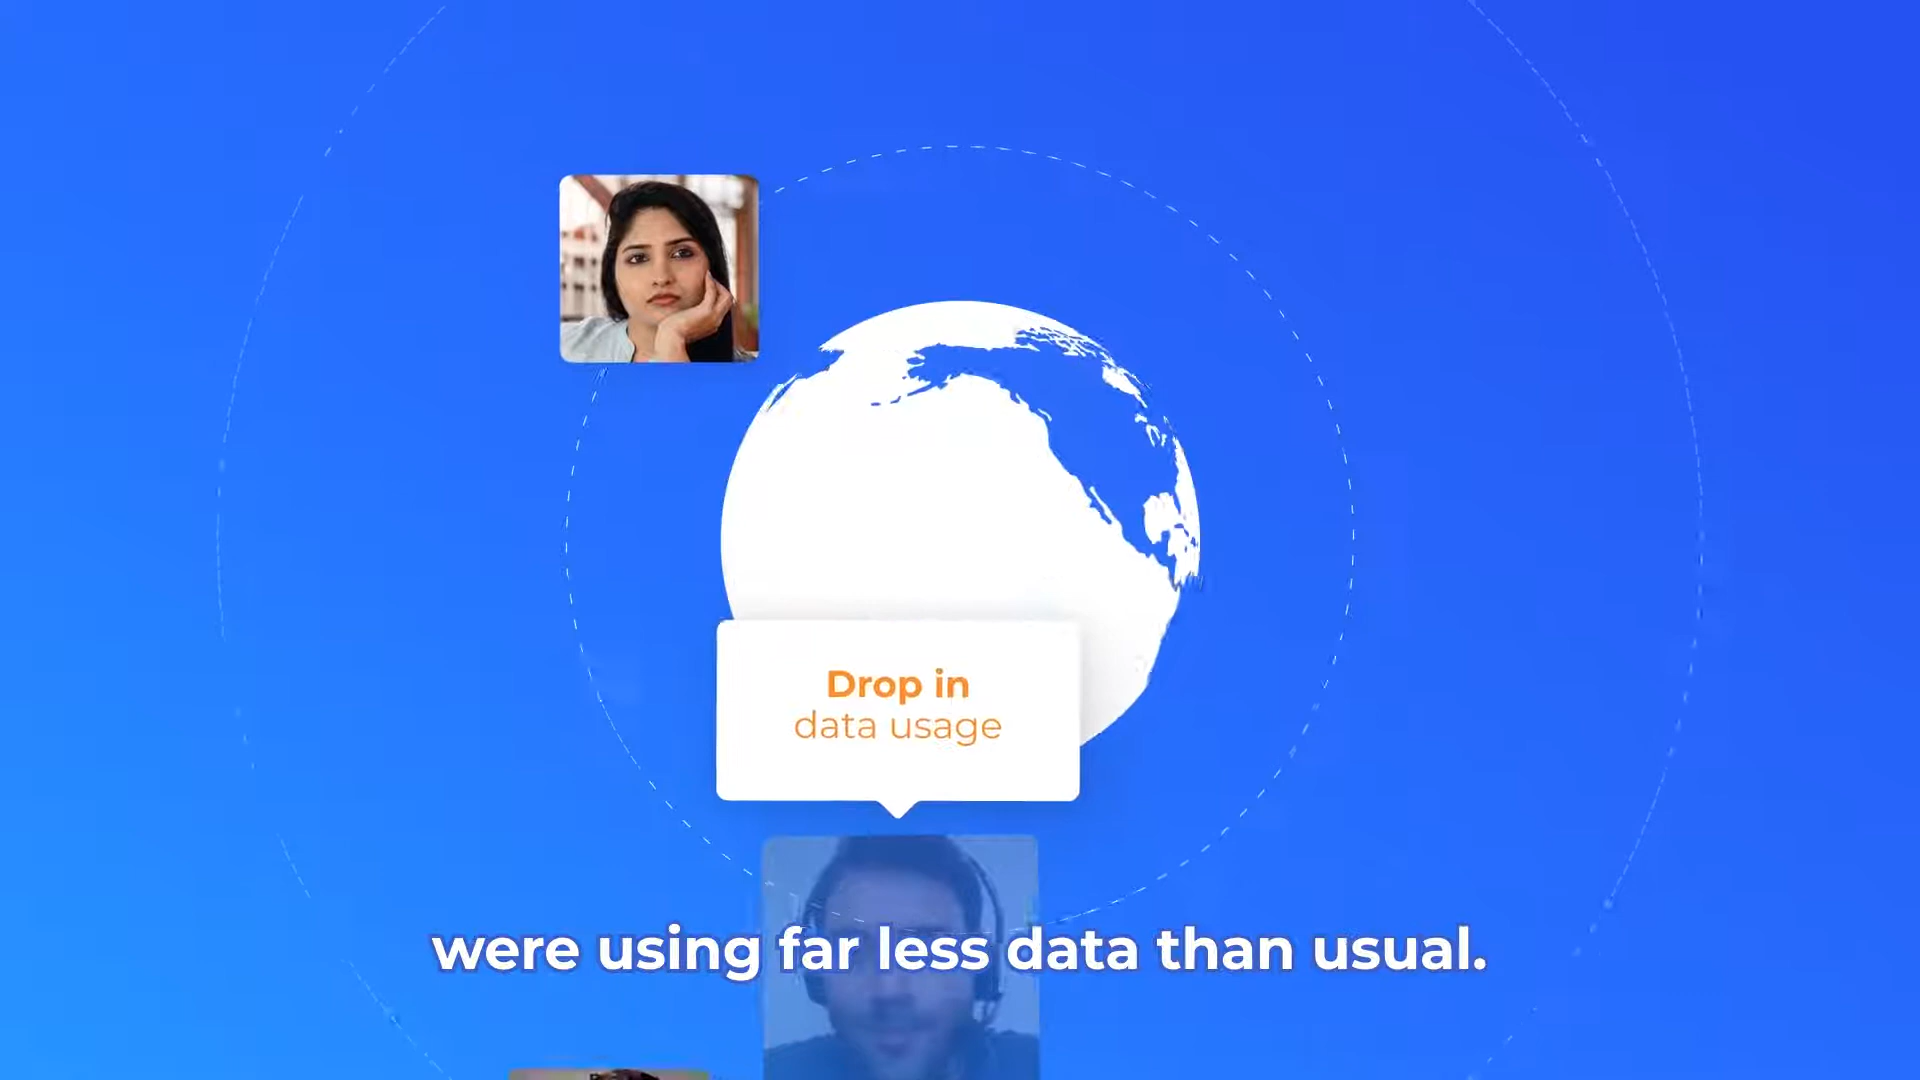 Drop in
data usage
were using far less data than usual.